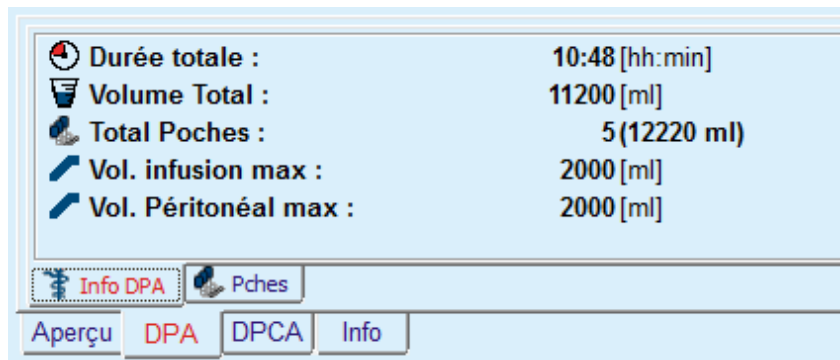 Durée totale : 10:48 [hh:min]
Volume Total : 11200 [ml]
Total Poches : 5 (12220 ml)
Vol. infusion max : 2000 [ml]
Vol. Péritonéal max : 2000 [ml]
Info DPA Pches
Aperçu DPA DPCA Info